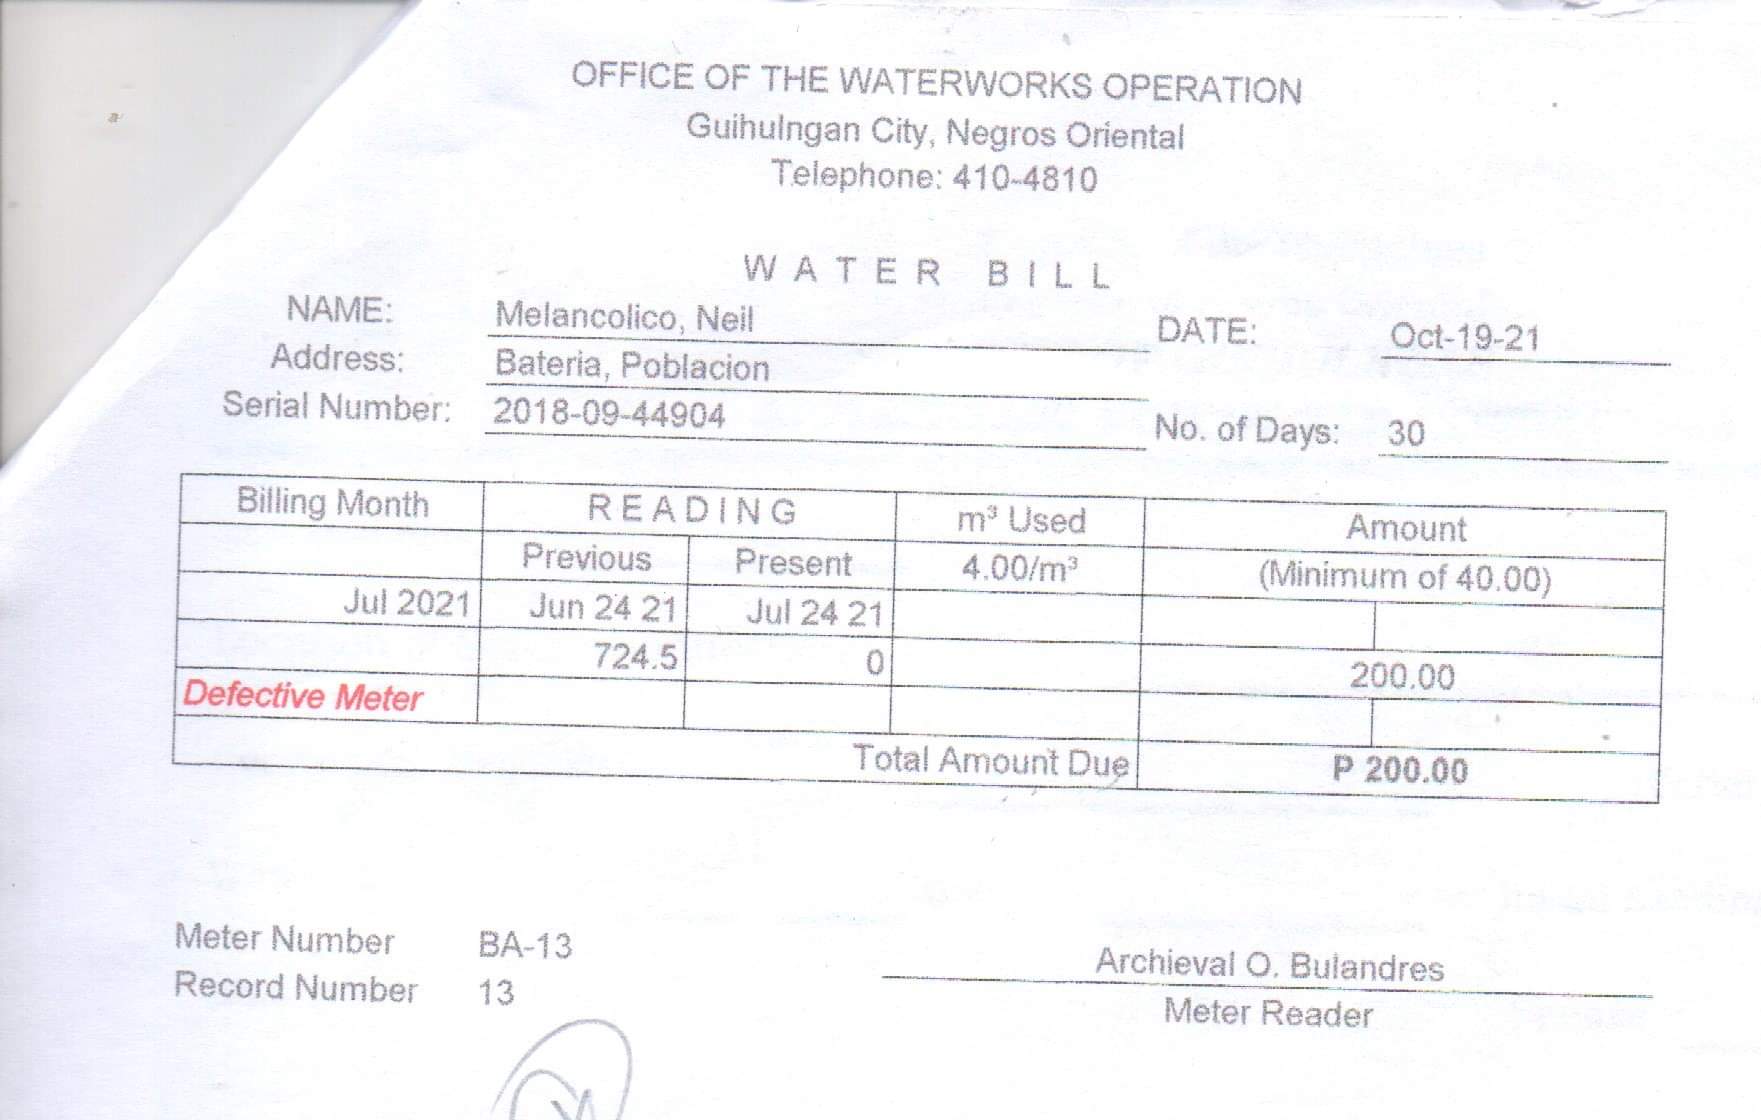 OFFICE OF THE WATERWORKS OPERATION
Guihulngan City, Negros Oriental
Telephone: 410-4810
WATER BILL
NAME: Melancolico, Neil DATE: Oct-19-21
Address: Bateria, Poblacion
Serial Number: 2018-09-44904 No. of Days: 30
Billing Month READING m³ Used Amount
Previous Present 4.00/m³ (Minimum of 40.00)
Jul 2021 Jun 24 21 Jul 24 21
724.5 0 200.00
Defective Meter
Total Amount Due P 200.00
Meter Number BA-13 Archieval O. Bulandres
Record Number 13 Meter Reader